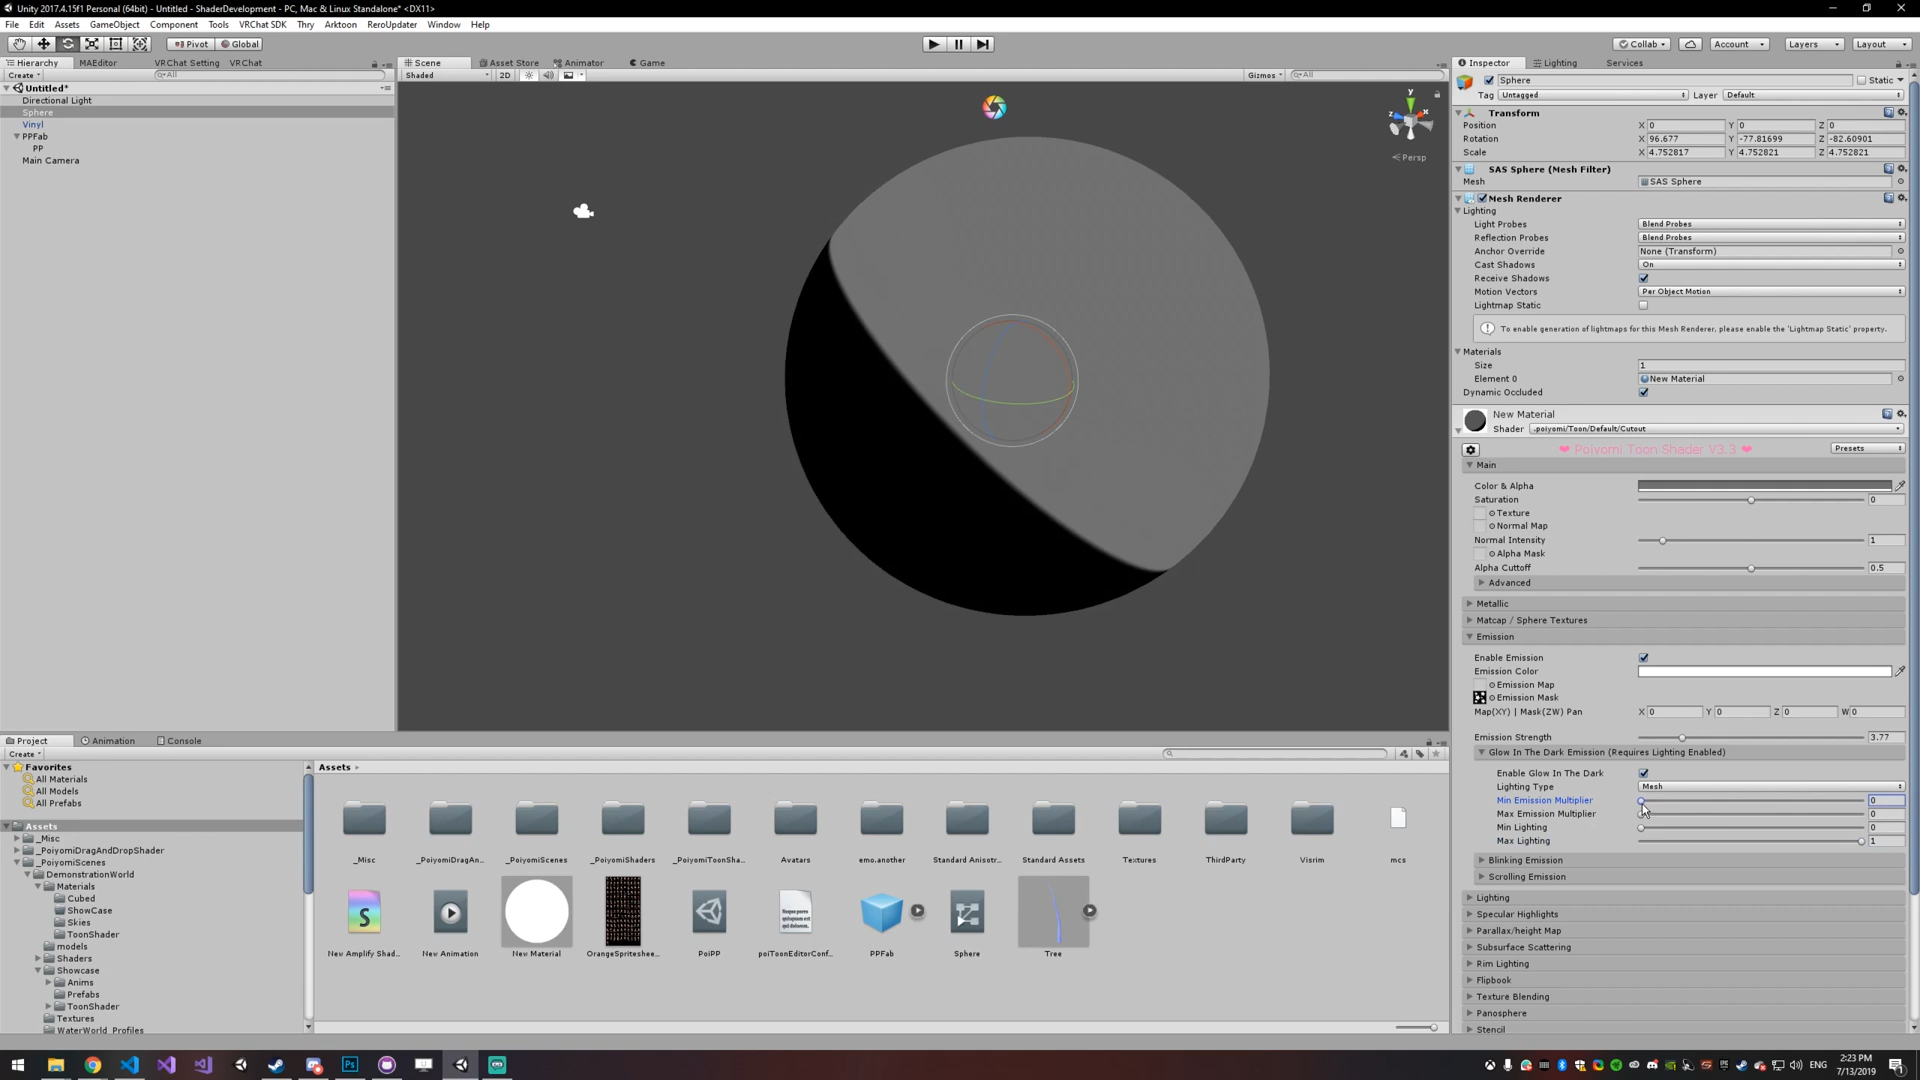 Unity 2017.4.15f1 Personal (64bit) - Untitled - ShaderDevelopment - PC, Mac & Linux Standalone* <DX11>
File Edit Assets GameObject Component Tools VRChat SDK Thry Arktoon ReroUpdater Window Help
Pivot Global Collab Account Layers Layout
Hierarchy MAEditor VRChat Setting VRChat
Create All
Untitled*
Directional Light
Sphere
Vinyl
PPFab
PP
Main Camera
Scene Asset Store Animator Game
Shaded 2D Gizmos All
y
x
z
Persp
Inspector Lighting Services
Sphere Static
Tag Untagged Layer Default
Transform
Position X 0 Y 0 Z 0
Rotation X 96.677 Y -77.81699 Z -82.60901
Scale X 4.752817 Y 4.752821 Z 4.752821
SAS Sphere (Mesh Filter)
Mesh SAS Sphere
Mesh Renderer
Lighting
Light Probes Blend Probes
Reflection Probes Blend Probes
Anchor Override None (Transform)
Cast Shadows On
Receive Shadows
Motion Vectors Per Object Motion
Lightmap Static
To enable generation of lightmaps for this Mesh Renderer, please enable the 'Lightmap Static' property.
Materials
Size 1
Element 0 New Material
Dynamic Occluded
New Material
Shader .poiyomi/Toon/Default/Cutout
❤ Poiyomi Toon Shader V3.3 ❤ Presets
Main
Color & Alpha
Saturation 0
Texture
Normal Map
Normal Intensity 1
Alpha Mask
Alpha Cuttoff 0.5
Advanced
Metallic
Matcap / Sphere Textures
Emission
Enable Emission
Emission Color
Emission Map
Emission Mask
Map(XY) | Mask(ZW) Pan X 0 Y 0 Z 0 W 0
Emission Strength 3.77
Glow In The Dark Emission (Requires Lighting Enabled)
Enable Glow In The Dark
Lighting Type Mesh
Min Emission Multiplier 0
Max Emission Multiplier 0
Min Lighting 0
Max Lighting 1
Blinking Emission
Scrolling Emission
Lighting
Specular Highlights
Parallax/height Map
Subsurface Scattering
Rim Lighting
Flipbook
Texture Blending
Panosphere
Stencil
Project Animation Console
Create
Favorites
All Materials
All Models
All Prefabs
Assets
_Misc
_PoiyomiDragAndDropShader
_PoiyomiScenes
DemonstrationWorld
Materials
Cubed
ShowCase
Skies
ToonShader
models
Shaders
Showcase
Anims
Prefabs
ToonShader
Textures
WaterWorld_Profiles
Assets
_Misc _PoiyomiDragAn... _PoiyomiScenes _PoiyomiShaders _PoiyomiToonSha... Avatars emo.another Standard Anisotr... Standard Assets Textures ThirdParty Visrim mcs
New Amplify Shad... New Animation New Material OrangeSpriteshee... PoiPP poiToonEditorConf... PPFab Sphere Tree
ENG
2:23 PM
7/13/2019